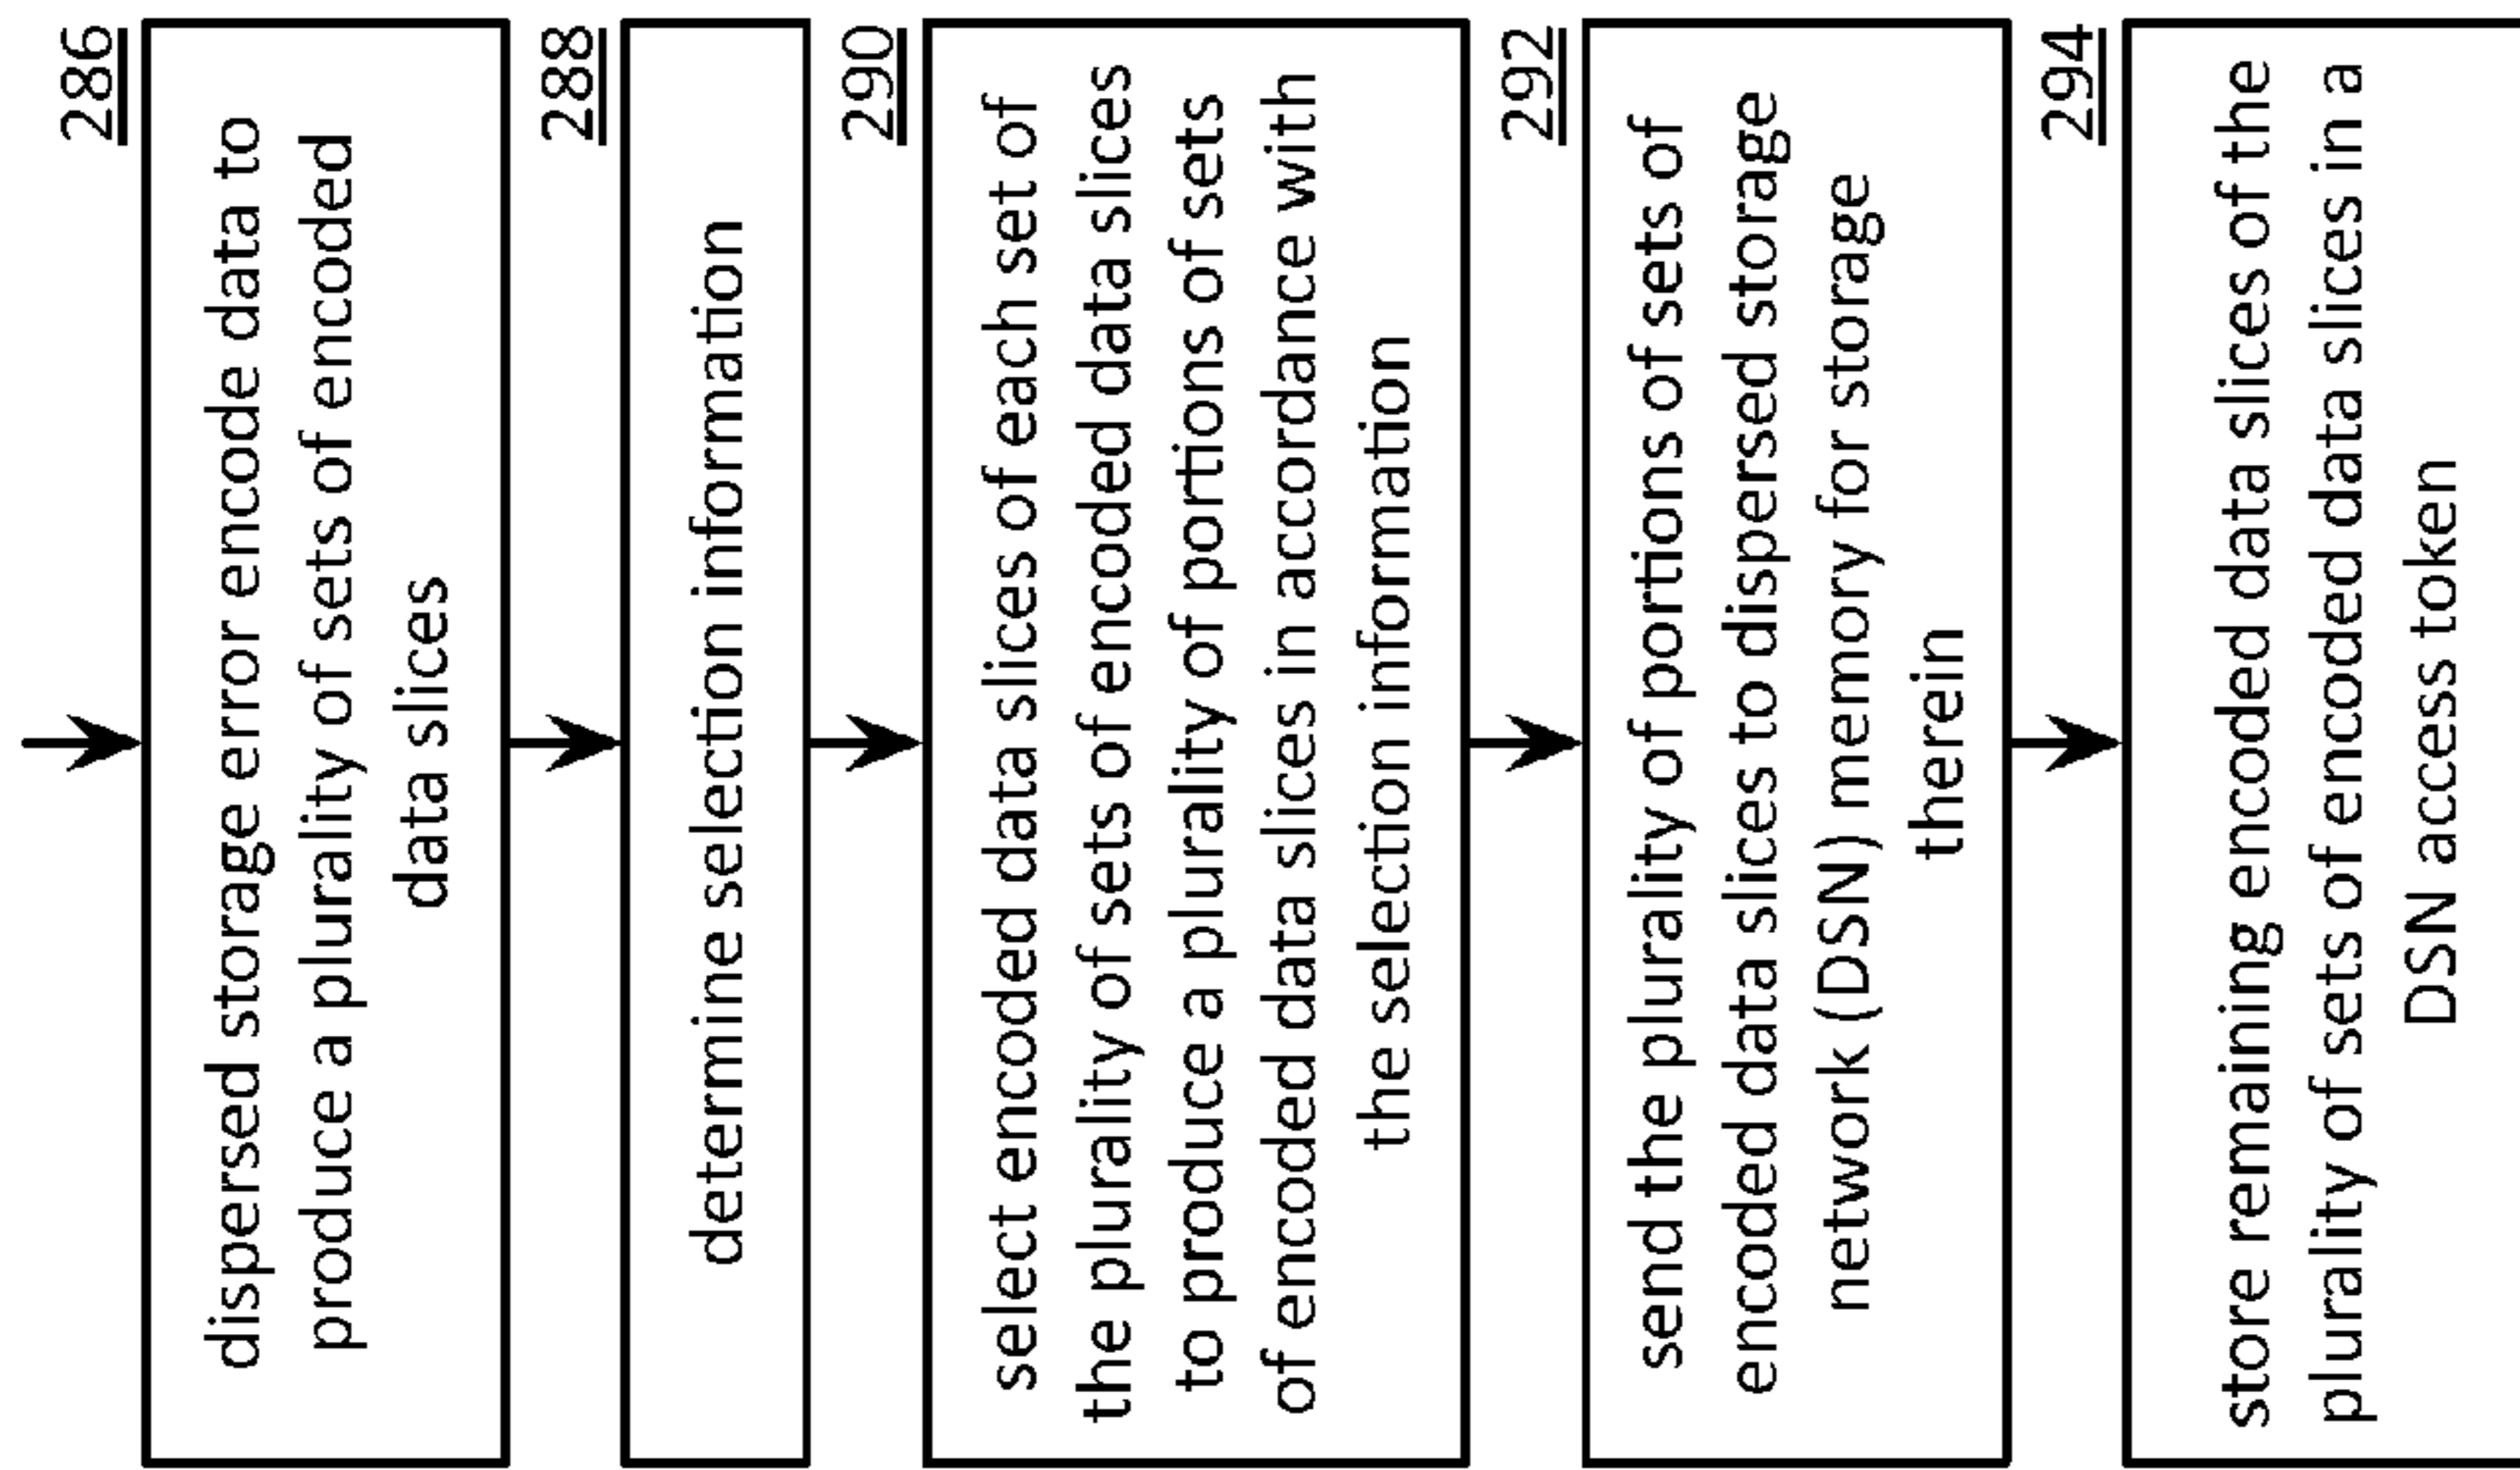 286
dispersed storage error encode data to
produce a plurality of sets of encoded
data slices
288
determine selection information
290
select encoded data slices of each set of
the plurality of sets of encoded data slices
to produce a plurality of portions of sets
of encoded data slices in accordance with
the selection information
292
send the plurality of portions of sets of
encoded data slices to dispersed storage
network (DSN) memory for storage
therein
294
store remaining encoded data slices of the
plurality of sets of encoded data slices in a
DSN access token